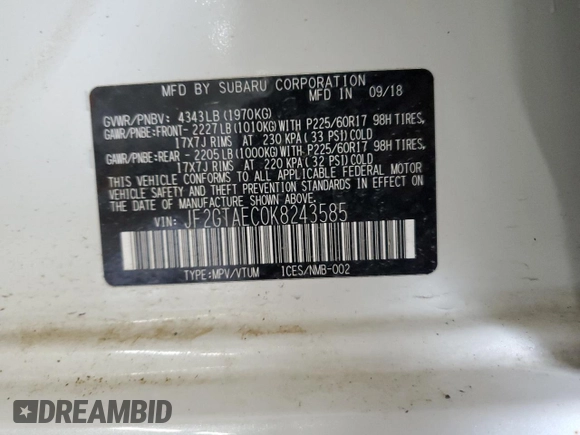 MFD BY SUBARU CORPORATION
MFD IN 09/18
GVWR/PNBV: 4343LB(1970KG)
GAWR/PNBE:FRONT- 2227LB(1010KG)WITH P225/60R17 98H TIRES,
17X7J RIMS AT 230 KPA( 33 PSI)COLD
GAWR/PNBE:REAR - 2205LB(1000KG)WITH P225/60R17 98H TIRES,
17X7J RIMS AT 220 KPA( 32 PSI)COLD
THIS VEHICLE CONFORMS TO ALL APPLICABLE FEDERAL MOTOR
VEHICLE SAFETY AND THEFT PREVENTION STANDARDS IN EFFECT
ON THE DATE OF MANUFACTURE SHOWN ABOVE.
VIN: JF2GTAEC0K8243585
TYPE:MPV/VTUM ICES/NMB-002
DREAMBID